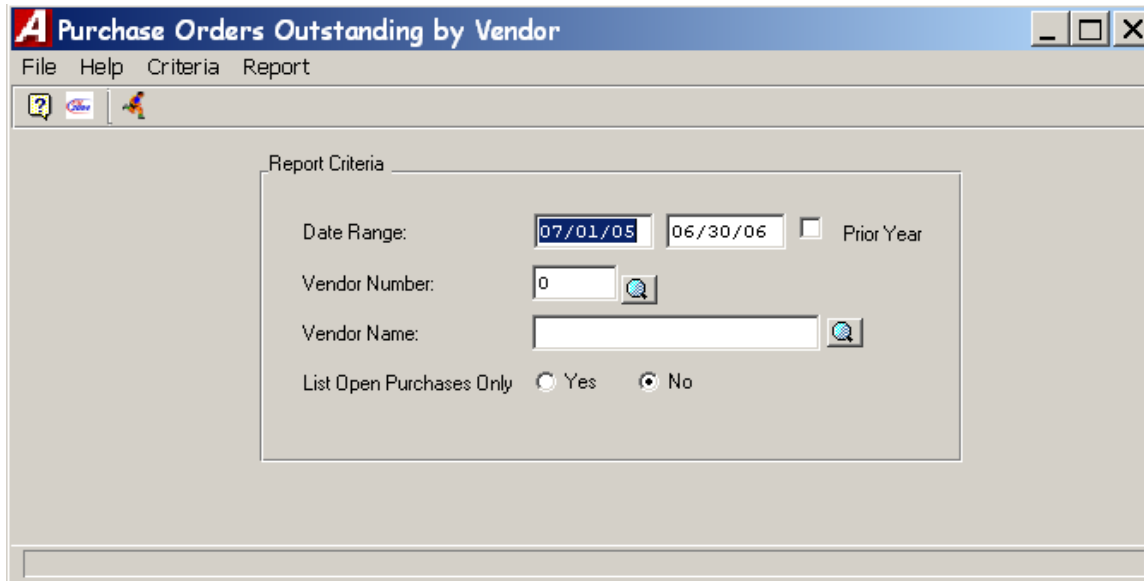 A Purchase Orders Outstanding by Vendor
File Help Criteria Report
Report Criteria
Date Range: 07/01/05 06/30/06 Prior Year
Vendor Number: 0
Vendor Name:
List Open Purchases Only Yes No